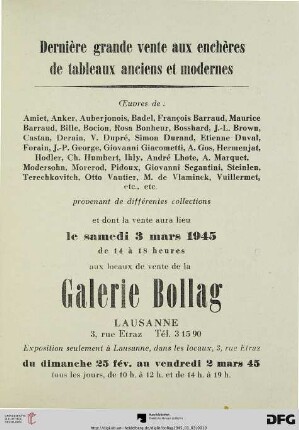 Dernière grande vente aux enchères
de tableaux anciens et modernes
Œuvres de:
Amiet, Anker, Auberjonois, Badel, François Barraud, Maurice
Barraud, Bille, Bocion, Rosa Bonheur, Bosshard, J.-L. Brown,
Castan, Derain, V. Dupré, Simon Durand, Etienne Duval,
Forain, J.-P. George, Giovanni Giacometti, A. Gos, Hermenjat,
Hodler, Ch. Humbert, Ihly, André Lhote, A. Marquet,
Modersohn, Morerod, Pidoux, Giovanni Segantini, Steinlen,
Terechkovitch, Otto Vautier, M. de Vlaminck, Vuillermet,
etc., etc.
provenant de différentes collections
et dont la vente aura lieu
le samedi 3 mars 1945
de 14 à 18 heures
aux locaux de vente de la
Galerie Bollag
LAUSANNE
3, rue Etraz Tél. 3 15 90
Exposition seulement à Lausanne, dans les locaux, 3, rue Etraz
du dimanche 25 fév. au vendredi 2 mars 45
tous les jours, de 10 h. à 12 h. et de 14 h. à 19 h.
DFG